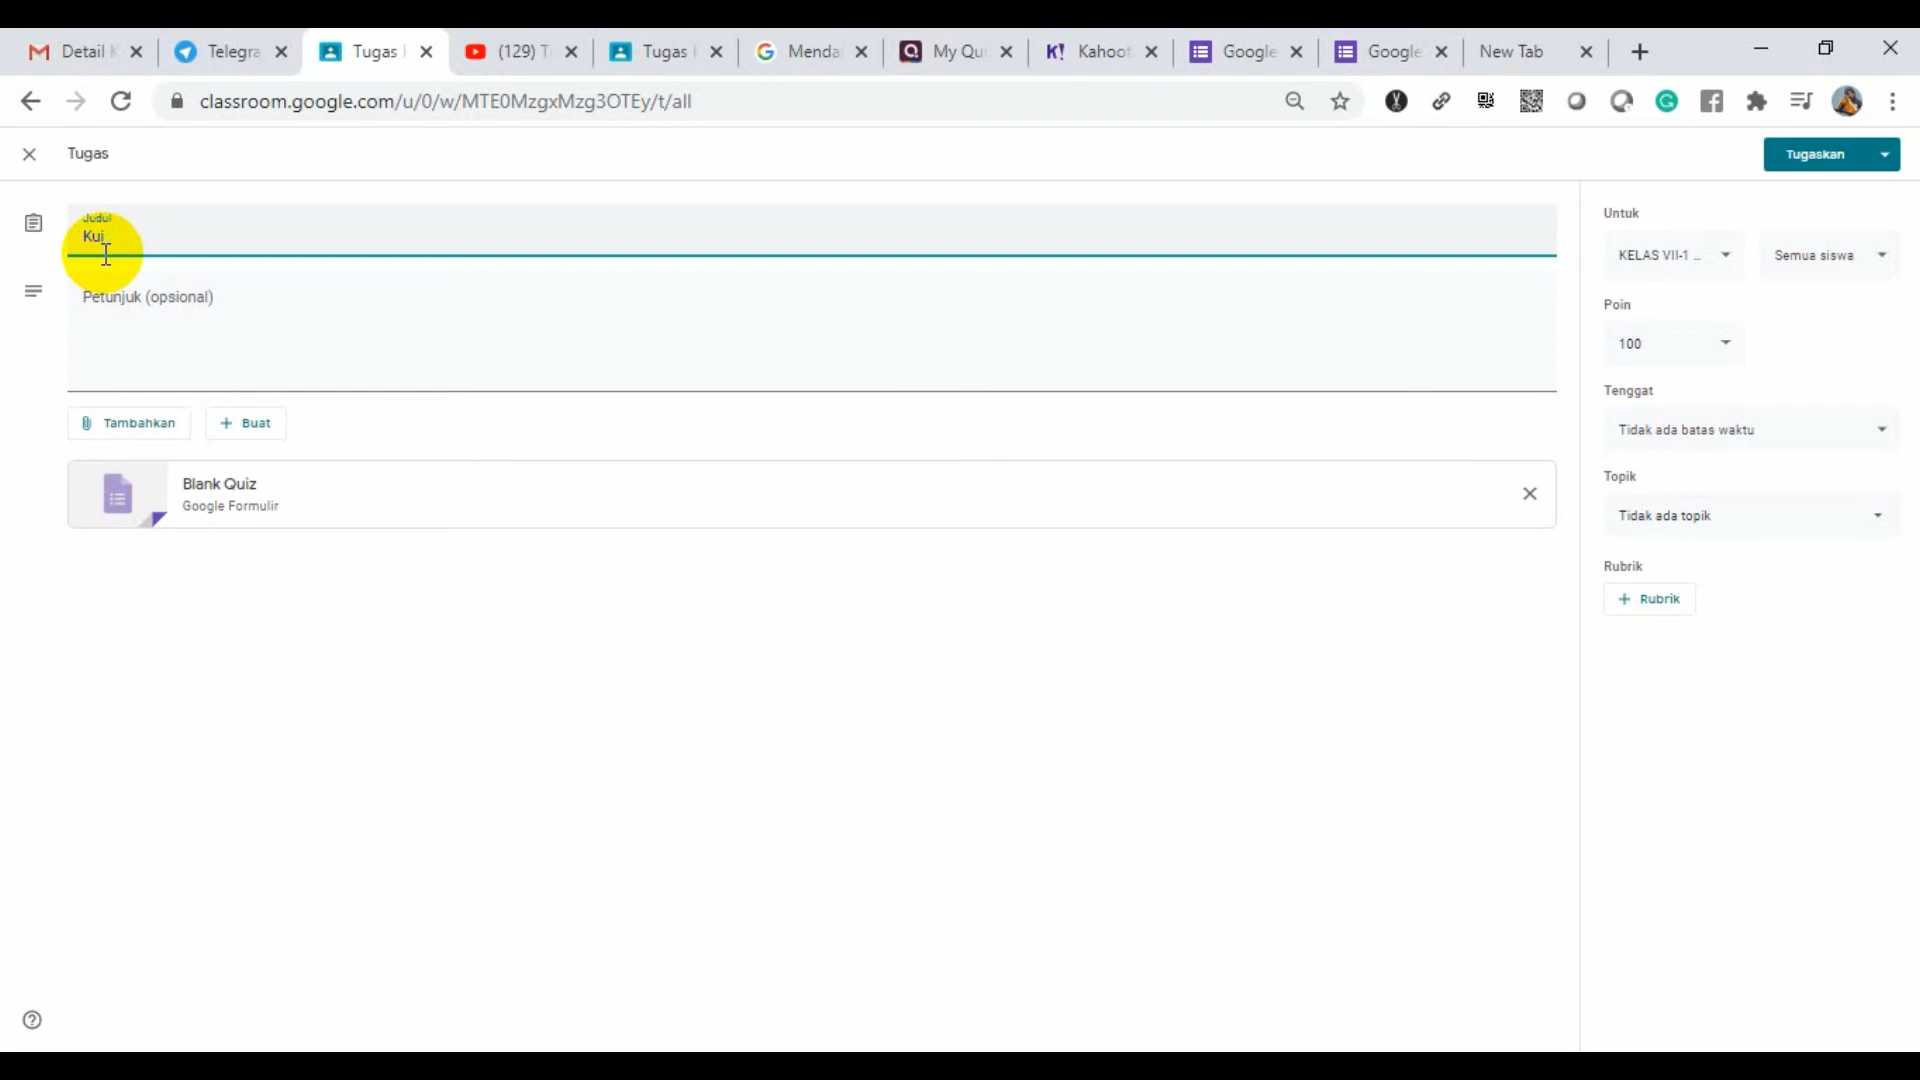 Detail
Telegra
Tugas
(129) T
Tugas
Menda
My Qu
Kahoot
Google
Google
New Tab
classroom.google.com/u/0/w/MTE0MzgxMzg3OTEy/t/all
Tugas
Tugaskan
Judul
Kui
Petunjuk (opsional)
Tambahkan
Buat
Blank Quiz
Google Formulir
Untuk
KELAS VII-1 ...
Semua siswa
Poin
100
Tenggat
Tidak ada batas waktu
Topik
Tidak ada topik
Rubrik
Rubrik